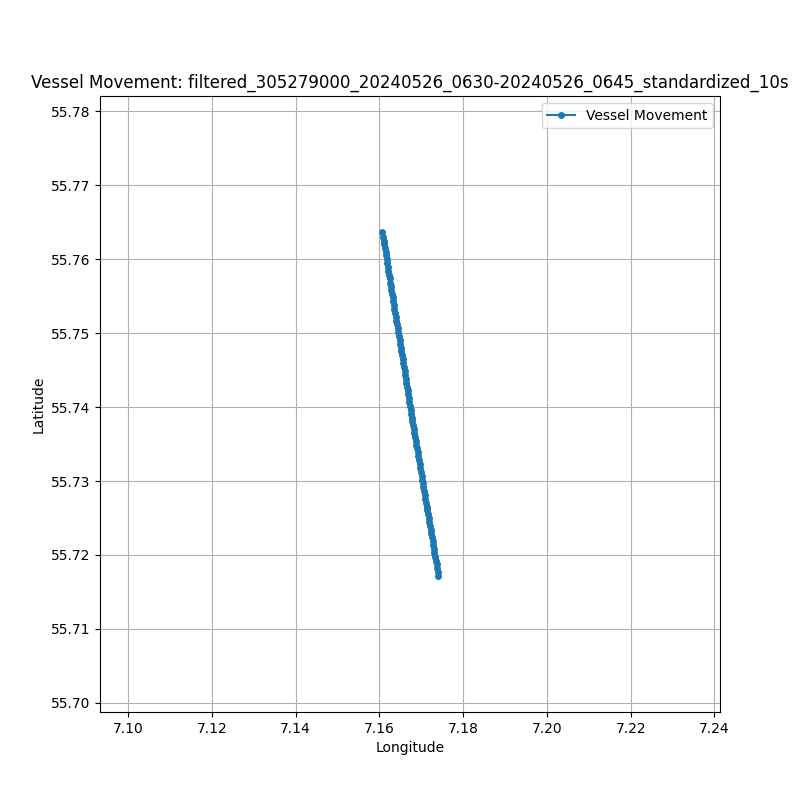 Vessel Movement: filtered_305279000_20240526_0630-20240526_0645_standardized_10s
Vessel Movement
55.78
55.77
55.76
55.75
55.74
55.73
55.72
55.71
55.70
Latitude
7.10 7.12 7.14 7.16 7.18 7.20 7.22 7.24
Longitude